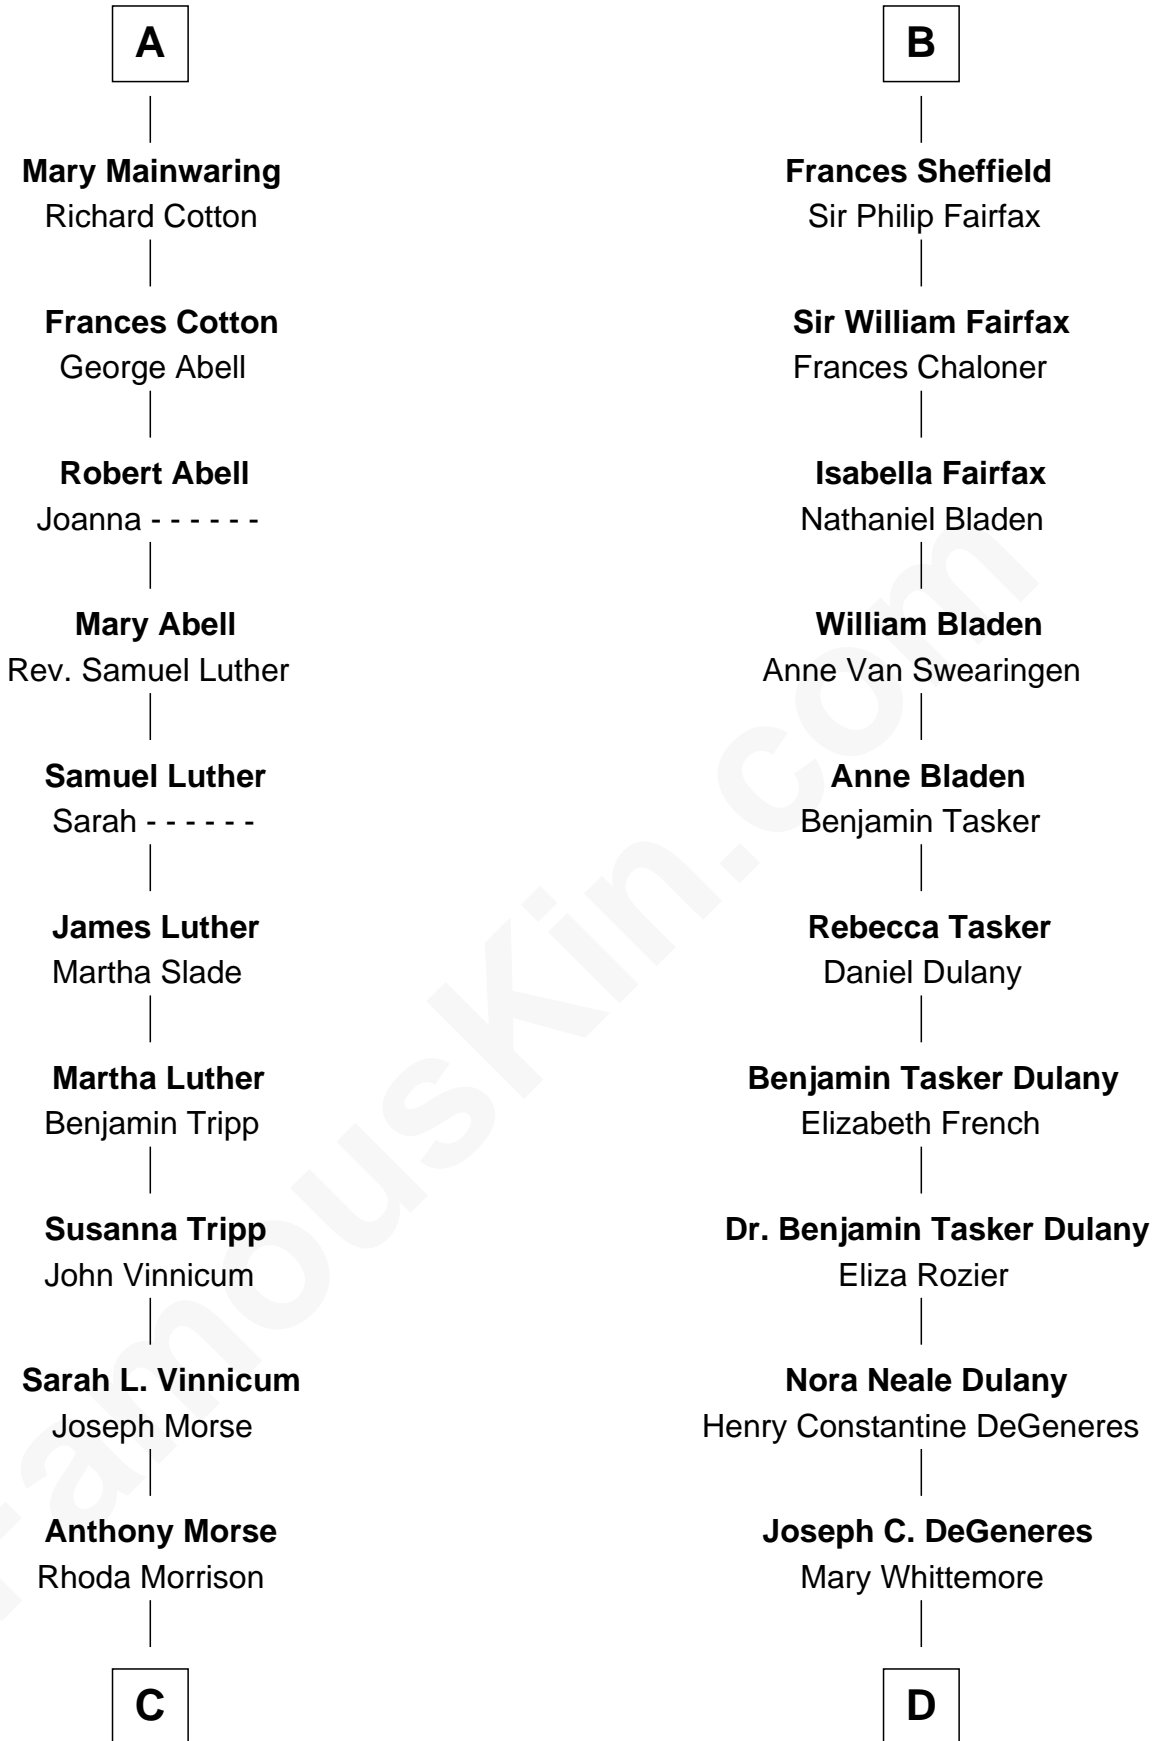 A
Mary Mainwaring
Richard Cotton
Frances Cotton
George Abell
Robert Abell
Joanna - - - - - -
Mary Abell
Rev. Samuel Luther
Samuel Luther
Sarah - - - - - -
James Luther
Martha Slade
Martha Luther
Benjamin Tripp
Susanna Tripp
John Vinnicum
Sarah L. Vinnicum
Joseph Morse
Anthony Morse
Rhoda Morrison
C
B
Frances Sheffield
Sir Philip Fairfax
Sir William Fairfax
Frances Chaloner
Isabella Fairfax
Nathaniel Bladen
William Bladen
Anne Van Swearingen
Anne Bladen
Benjamin Tasker
Rebecca Tasker
Daniel Dulany
Benjamin Tasker Dulany
Elizabeth French
Dr. Benjamin Tasker Dulany
Eliza Rozier
Nora Neale Dulany
Henry Constantine DeGeneres
Joseph C. DeGeneres
Mary Whittemore
D
FamousKin.com